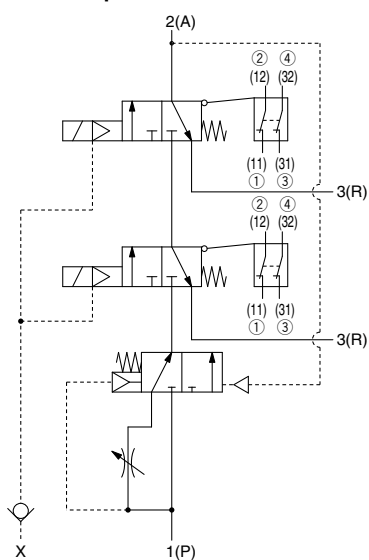 2(A)
② ④
(12) (32)
(11) (31)
① ③
3(R)
② ④
(12) (32)
(11) (31)
① ③
3(R)
X
1(P)